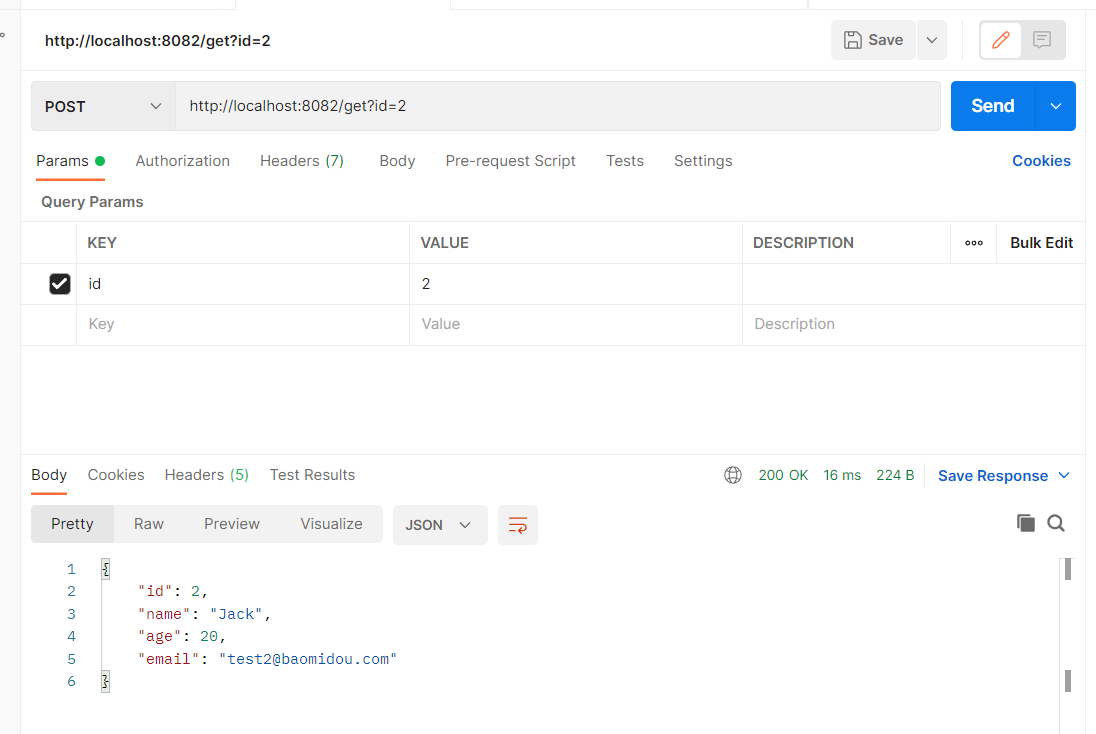 http://localhost:8082/get?id=2
Save
POST
http://localhost:8082/get?id=2
Send
Params Authorization Headers (7) Body Pre-request Script Tests Settings Cookies
Query Params
KEY VALUE DESCRIPTION ooo Bulk Edit
id 2
Key Value Description
Body Cookies Headers (5) Test Results 200 OK 16 ms 224 B Save Response
Pretty Raw Preview Visualize JSON
1 {
2 "id": 2,
3 "name": "Jack",
4 "age": 20,
5 "email": "test2@baomidou.com"
6 }